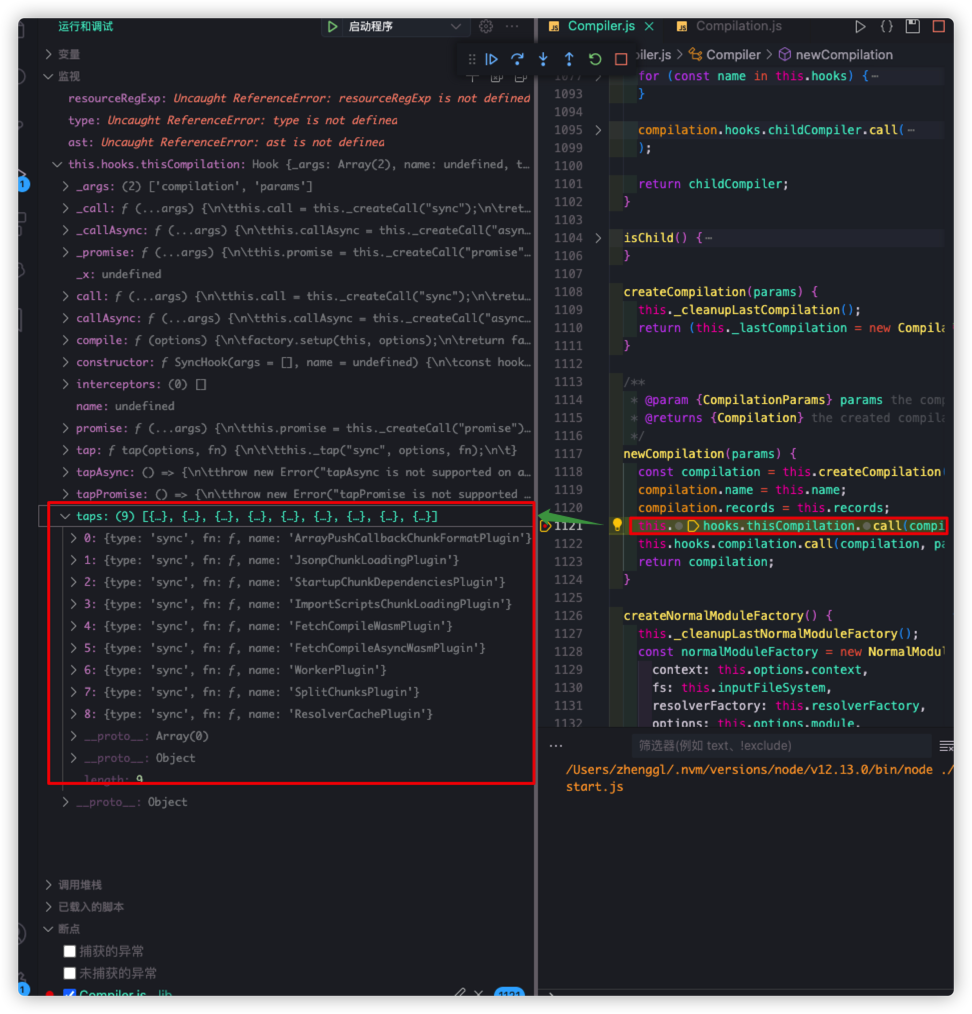 运行和调试
启动程序
变量
监视
resourceRegExp: Uncaught ReferenceError: resourceRegExp is not defined
type: Uncaught ReferenceError: type is not defined
ast: Uncaught ReferenceError: ast is not defined
this.hooks.thisCompilation: Hook {_args: Array(2), name: undefined, t…
_args: (2) ['compilation', 'params']
_call: ƒ (...args) {\n\tthis.call = this._createCall("sync");\n\tret…
_callAsync: ƒ (...args) {\n\tthis.callAsync = this._createCall("asyn…
_promise: ƒ (...args) {\n\tthis.promise = this._createCall("promise"…
_x: undefined
call: ƒ (...args) {\n\tthis.call = this._createCall("sync");\n\tretu…
callAsync: ƒ (...args) {\n\tthis.callAsync = this._createCall("async…
compile: ƒ (options) {\n\tfactory.setup(this, options);\n\treturn fa…
constructor: ƒ SyncHook(args = [], name = undefined) {\n\tconst hook…
interceptors: (0) []
name: undefined
promise: ƒ (...args) {\n\tthis.promise = this._createCall("promise")…
tap: ƒ tap(options, fn) {\n\t\tthis._tap("sync", options, fn);\n\t}
tapAsync: () => {\n\tthrow new Error("tapAsync is not supported on a…
tapPromise: () => {\n\tthrow new Error("tapPromise is not supported …
taps: (9) [{…}, {…}, {…}, {…}, {…}, {…}, {…}, {…}, {…}]
0: {type: 'sync', fn: ƒ, name: 'ArrayPushCallbackChunkFormatPlugin'}
1: {type: 'sync', fn: ƒ, name: 'JsonpChunkLoadingPlugin'}
2: {type: 'sync', fn: ƒ, name: 'StartupChunkDependenciesPlugin'}
3: {type: 'sync', fn: ƒ, name: 'ImportScriptsChunkLoadingPlugin'}
4: {type: 'sync', fn: ƒ, name: 'FetchCompileWasmPlugin'}
5: {type: 'sync', fn: ƒ, name: 'FetchCompileAsyncWasmPlugin'}
6: {type: 'sync', fn: ƒ, name: 'WorkerPlugin'}
7: {type: 'sync', fn: ƒ, name: 'SplitChunksPlugin'}
8: {type: 'sync', fn: ƒ, name: 'ResolverCachePlugin'}
__proto__: Array(0)
__proto__: Object
length: 9
__proto__: Object
调用堆栈
已载入的脚本
断点
捕获的异常
未捕获的异常
Compiler.js lib 1121
1
1
Compiler.js
Compilation.js
iler.js > Compiler > newCompilation
1077 for (const name in this.hooks) {…
1093 }
1094
1095 compilation.hooks.childCompiler.call(…
1099 );
1100
1101 return childCompiler;
1102 }
1103
1104 isChild() {…
1106 }
1107
1108 createCompilation(params) {
1109 this._cleanupLastCompilation();
1110 return (this._lastCompilation = new Compila
1111 }
1112
1113 /**
1114 * @param {CompilationParams} params the com
1115 * @returns {Compilation} the created compila
1116 */
1117 newCompilation(params) {
1118 const compilation = this.createCompilation(
1119 compilation.name = this.name;
1120 compilation.records = this.records;
1121 this.hooks.thisCompilation.call(compi
1122 this.hooks.compilation.call(compilation, pa
1123 return compilation;
1124 }
1125
1126 createNormalModuleFactory() {
1127 this._cleanupLastNormalModuleFactory();
1128 const normalModuleFactory = new NormalModul
1129 context: this.options.context,
1130 fs: this.inputFileSystem,
1131 resolverFactory: this.resolverFactory,
1132 options: this.options.module,
筛选器(例如 text、!exclude)
/Users/zhenggl/.nvm/versions/node/v12.13.0/bin/node ./
start.js